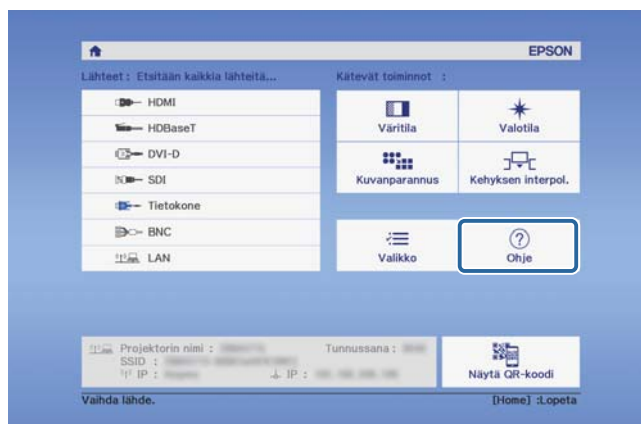 EPSON
Lähteet : Etsitään kaikkia lähteitä...
HDMI
HDBaseT
DVI-D
SDI
Tietokone
BNC
LAN
Kätevät toiminnot :
Väritila
Valotila
Kuvanparannus
Kehyksen interpol.
Valikko
Ohje
Projektorin nimi :
Tunnussana :
SSID :
IP :
IP :
Näytä QR-koodi
Vaihda lähde.
[Home] :Lopeta